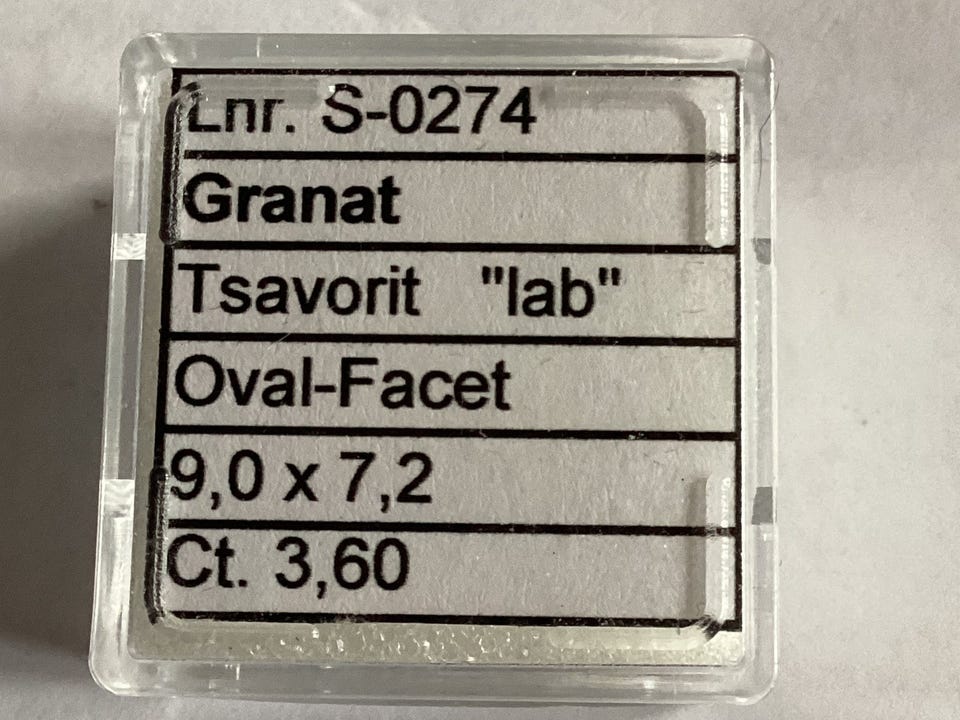 Lnr. S-0274
Granat
Tsavorit "lab"
Oval-Facet
9,0 x 7,2
Ct. 3,60